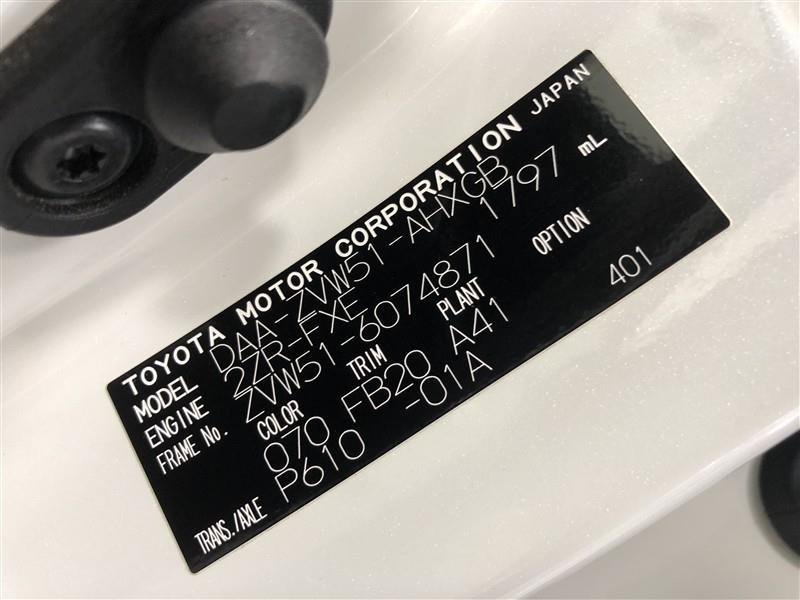 TOYOTA MOTOR CORPORATION JAPAN
MODEL DAA-ZVW51-AHXGB
ENGINE 2ZR-FXE 1797 mL
FRAME No. ZVW51-6074871
COLOR TRIM PLANT OPTION
070 FB20 A41 401
TRANS./AXLE P610 -01A